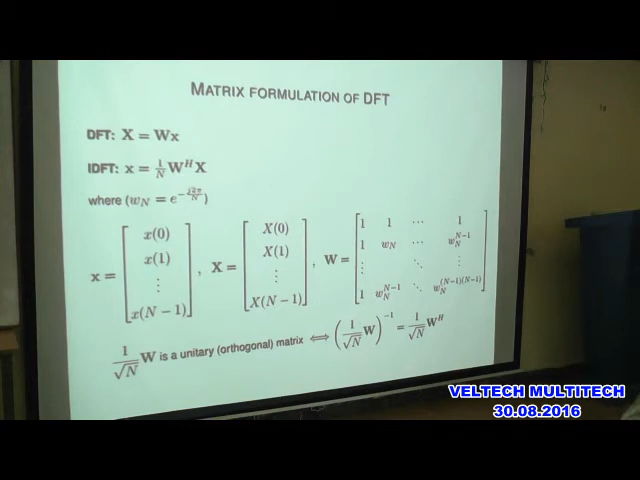 MATRIX FORMULATION OF DFT
DFT: X = Wx
IDFT: x = 1/N W^H X
where (w_N = e^{-j2π/N})
x = [x(0) x(1) ⋮ x(N − 1)], X = [X(0) X(1) ⋮ X(N − 1)], W = [1 1 ⋯ 1; 1 w_N ⋯ w_N^{N−1}; ⋮ ⋱ ⋮; 1 w_N^{N−1} ⋱ w_N^{(N−1)(N−1)}]
1/√N W is a unitary (orthogonal) matrix ⟺ (1/√N W)^{−1} = 1/√N W^H
VELTECH MULTITECH
30.08.2016